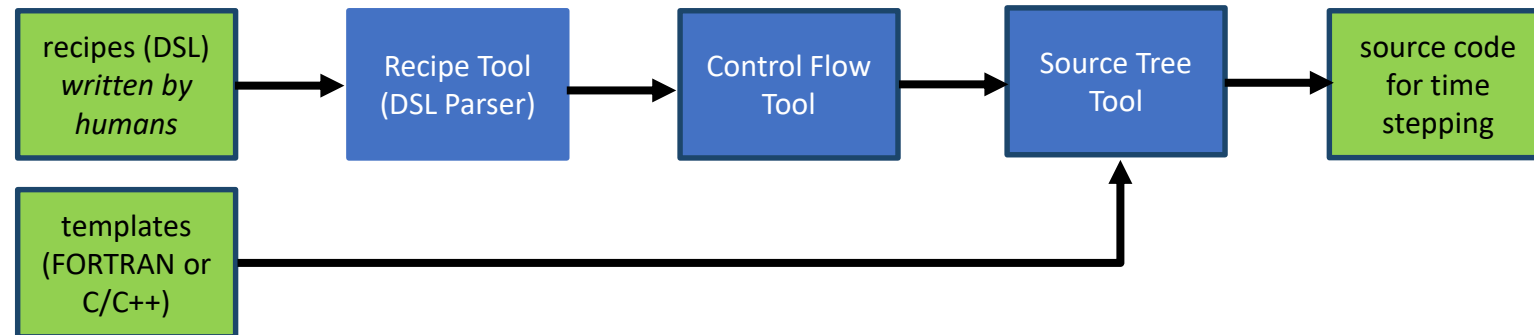 recipes (DSL)
written by
humans
Recipe Tool
(DSL Parser)
Control Flow
Tool
Source Tree
Tool
source code
for time
stepping
templates
(FORTRAN or
C/C++)